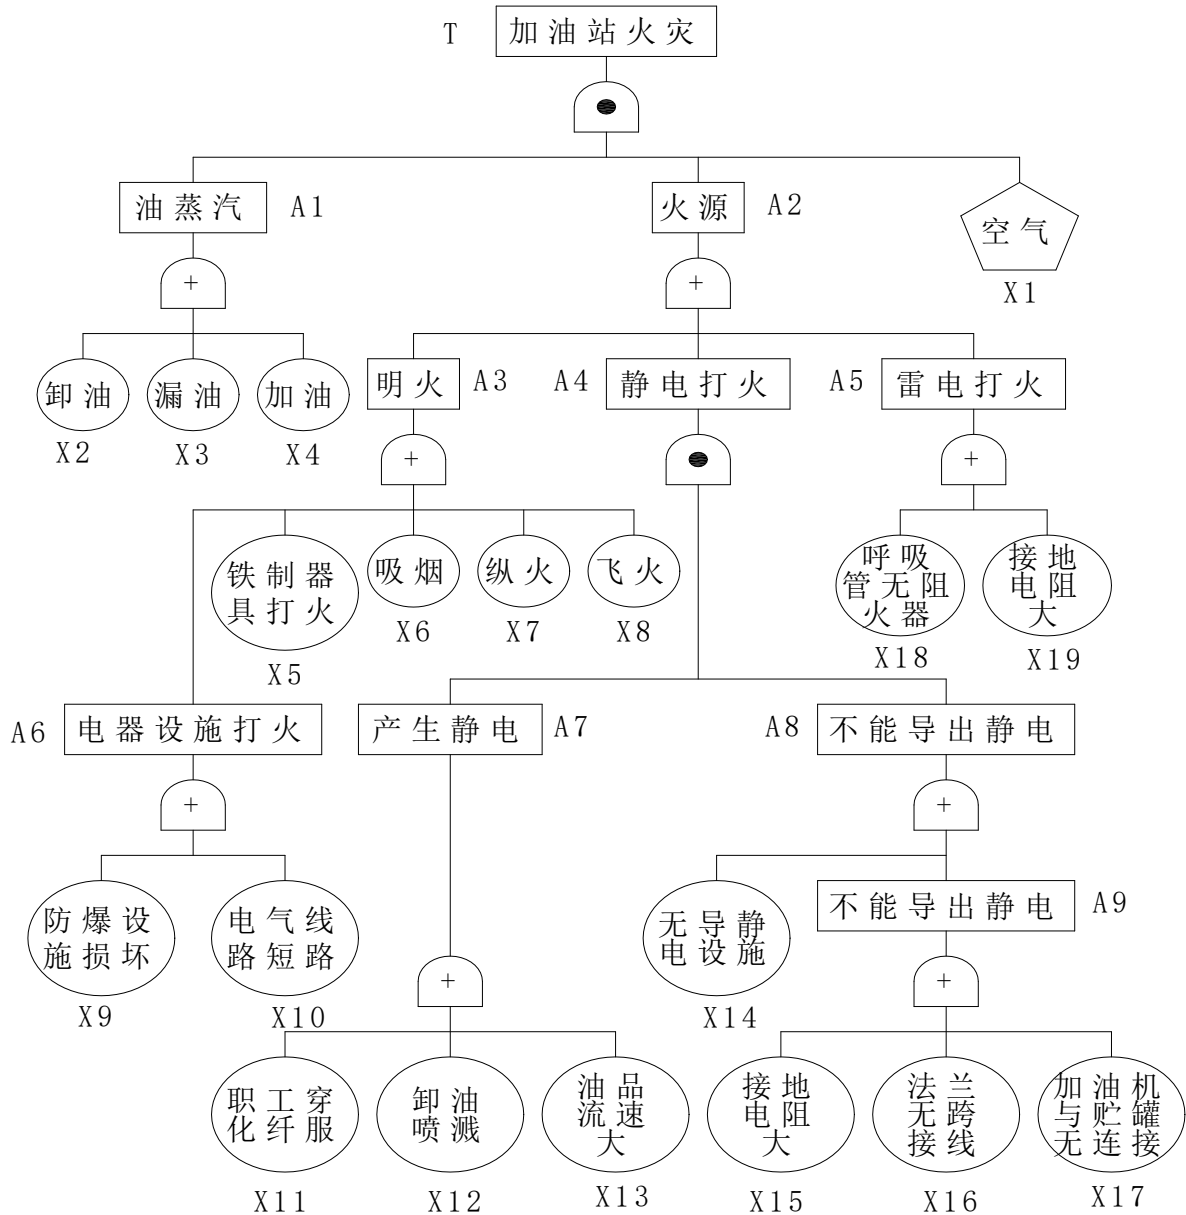 T
加油站火灾
油蒸汽
A1
火源
A2
空气
X1
+
+
卸油
漏油
加油
X2
X3
X4
明火
A3
A4
静电打火
A5
雷电打火
+
+
铁制器
具打火
X5
吸烟
X6
纵火
X7
飞火
X8
呼吸
管无阻
火器
X18
接地
电阻
大
X19
A6
电器设施打火
产生静电
A7
A8
不能导出静电
+
+
防爆设
施损坏
X9
电气线
路短路
X10
无导静
电设施
X14
不能导出静电
A9
+
+
职工穿
化纤服
X11
卸油
喷溅
X12
油品
流速
大
X13
接地
电阻
大
X15
法兰
无跨
接线
X16
加油机
与贮罐
无连接
X17